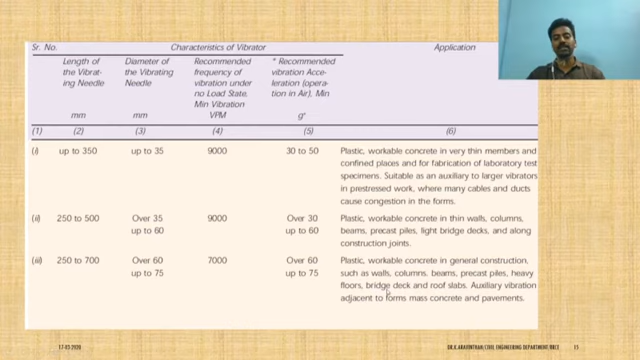 Sr. No. Characteristics of Vibrator Application
Length of Diameter of Recommended * Recommended
the Vibrat- the Vibrating frequency of vibration Acce-
ing Needle Needle vibration under leration (opera-
no Load State, tion in Air), Min.
Min Vibration
mm mm VPM g'
(1) (2) (3) (4) (5) (6)
(i) up to 350 up to 35 9000 30 to 50 Plastic, workable concrete in very thin members and
confined places and for fabrication of laboratory test
specimens. Suitable as an auxiliary to larger vibrators
in prestressed work, where many cables and ducts
cause congestion in the forms.
(ii) 250 to 500 Over 35 9000 Over 30 Plastic, workable concrete in thin walls, columns,
up to 60 up to 60 beams, precast piles, light bridge decks, and along
construction joints.
(iii) 250 to 700 Over 60 7000 Over 60 Plastic, workable concrete in general construction,
up to 75 up to 75 such as walls, columns, beams, precast piles, heavy
floors, bridge deck and roof slabs. Auxiliary vibration
adjacent to forms mass concrete and pavements.
17-03-2020 DR.K.ARAVINTHAN/CIVIL ENGINEERING DEPARTMENT/BRCE 15